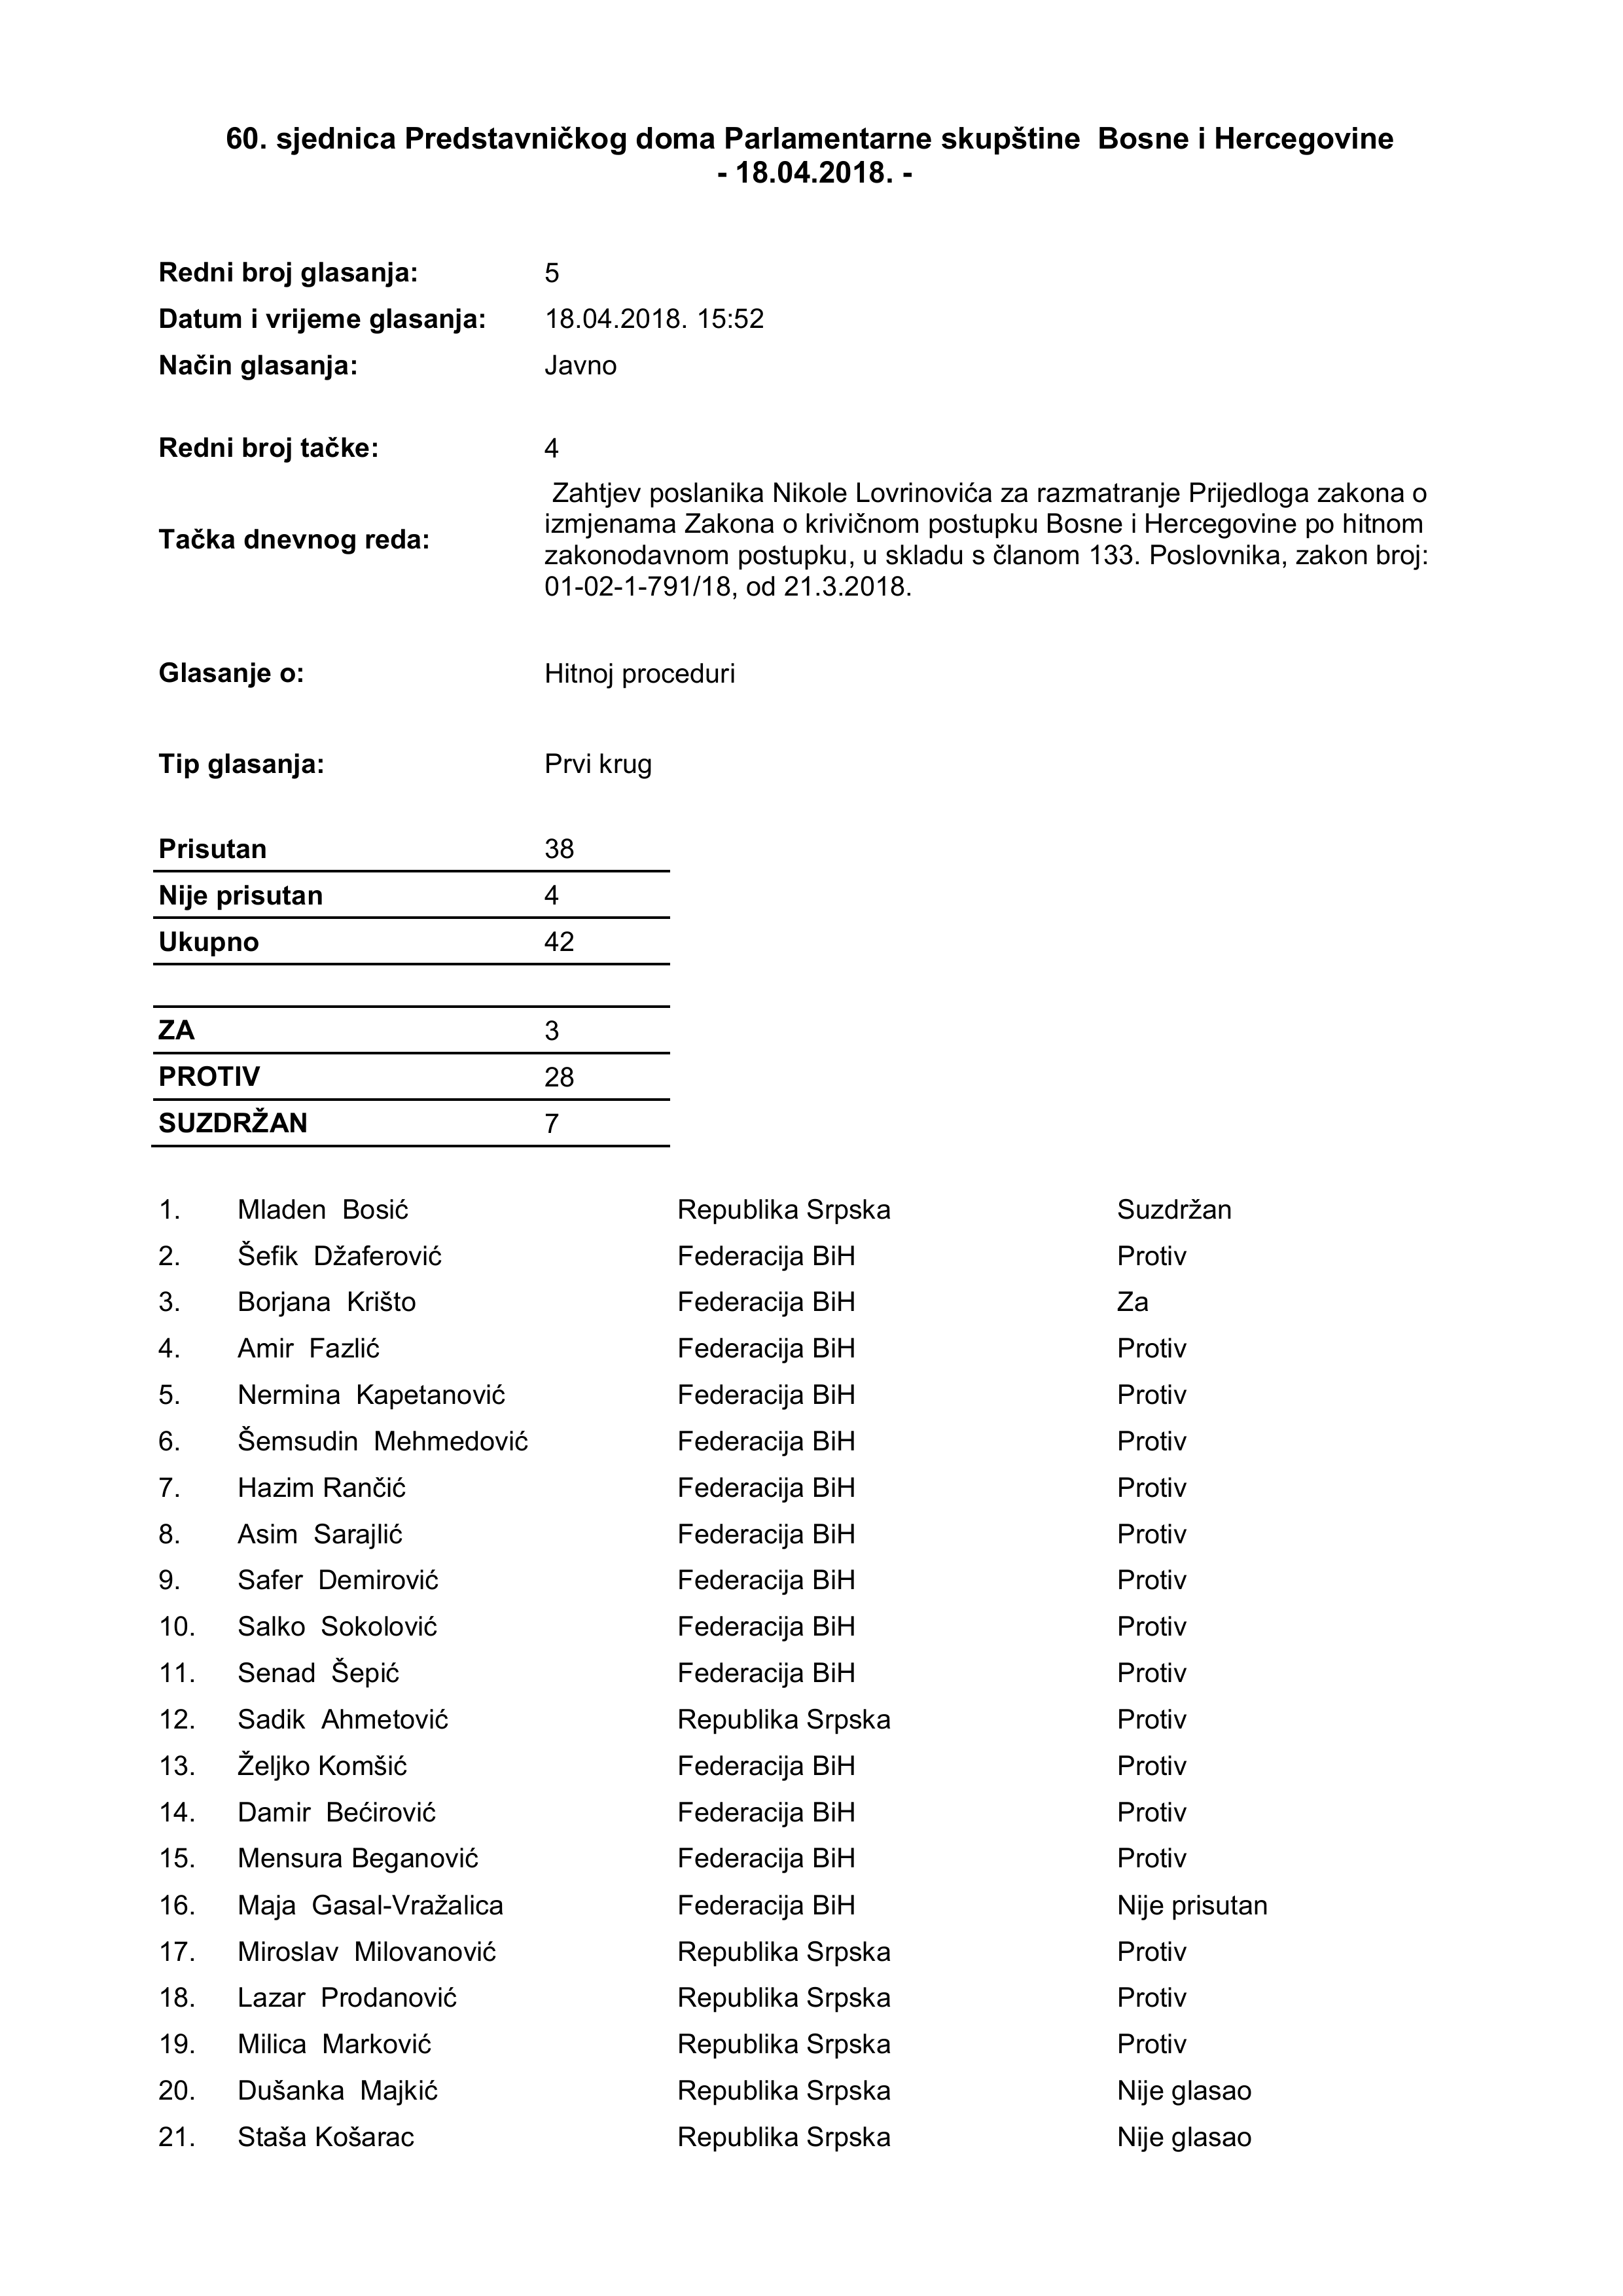 60. sjednica Predstavničkog doma Parlamentarne skupštine  Bosne i Hercegovine
- 18.04.2018. -
Redni broj glasanja: 5
Datum i vrijeme glasanja: 18.04.2018. 15:52
Način glasanja: Javno
Redni broj tačke: 4
Tačka dnevnog reda: Zahtjev poslanika Nikole Lovrinovića za razmatranje Prijedloga zakona o
izmjenama Zakona o krivičnom postupku Bosne i Hercegovine po hitnom
zakonodavnom postupku, u skladu s članom 133. Poslovnika, zakon broj:
01-02-1-791/18, od 21.3.2018.
Glasanje o: Hitnoj proceduri
Tip glasanja: Prvi krug
Prisutan 38
Nije prisutan 4
Ukupno 42
ZA 3
PROTIV 28
SUZDRŽAN 7
1. Mladen  Bosić Republika Srpska Suzdržan
2. Šefik  Džaferović Federacija BiH Protiv
3. Borjana  Krišto Federacija BiH Za
4. Amir  Fazlić Federacija BiH Protiv
5. Nermina  Kapetanović Federacija BiH Protiv
6. Šemsudin  Mehmedović Federacija BiH Protiv
7. Hazim Rančić Federacija BiH Protiv
8. Asim  Sarajlić Federacija BiH Protiv
9. Safer  Demirović Federacija BiH Protiv
10. Salko  Sokolović Federacija BiH Protiv
11. Senad  Šepić Federacija BiH Protiv
12. Sadik  Ahmetović Republika Srpska Protiv
13. Željko Komšić Federacija BiH Protiv
14. Damir  Bećirović Federacija BiH Protiv
15. Mensura Beganović Federacija BiH Protiv
16. Maja  Gasal-Vražalica Federacija BiH Nije prisutan
17. Miroslav  Milovanović Republika Srpska Protiv
18. Lazar  Prodanović Republika Srpska Protiv
19. Milica  Marković Republika Srpska Protiv
20. Dušanka  Majkić Republika Srpska Nije glasao
21. Staša Košarac Republika Srpska Nije glasao